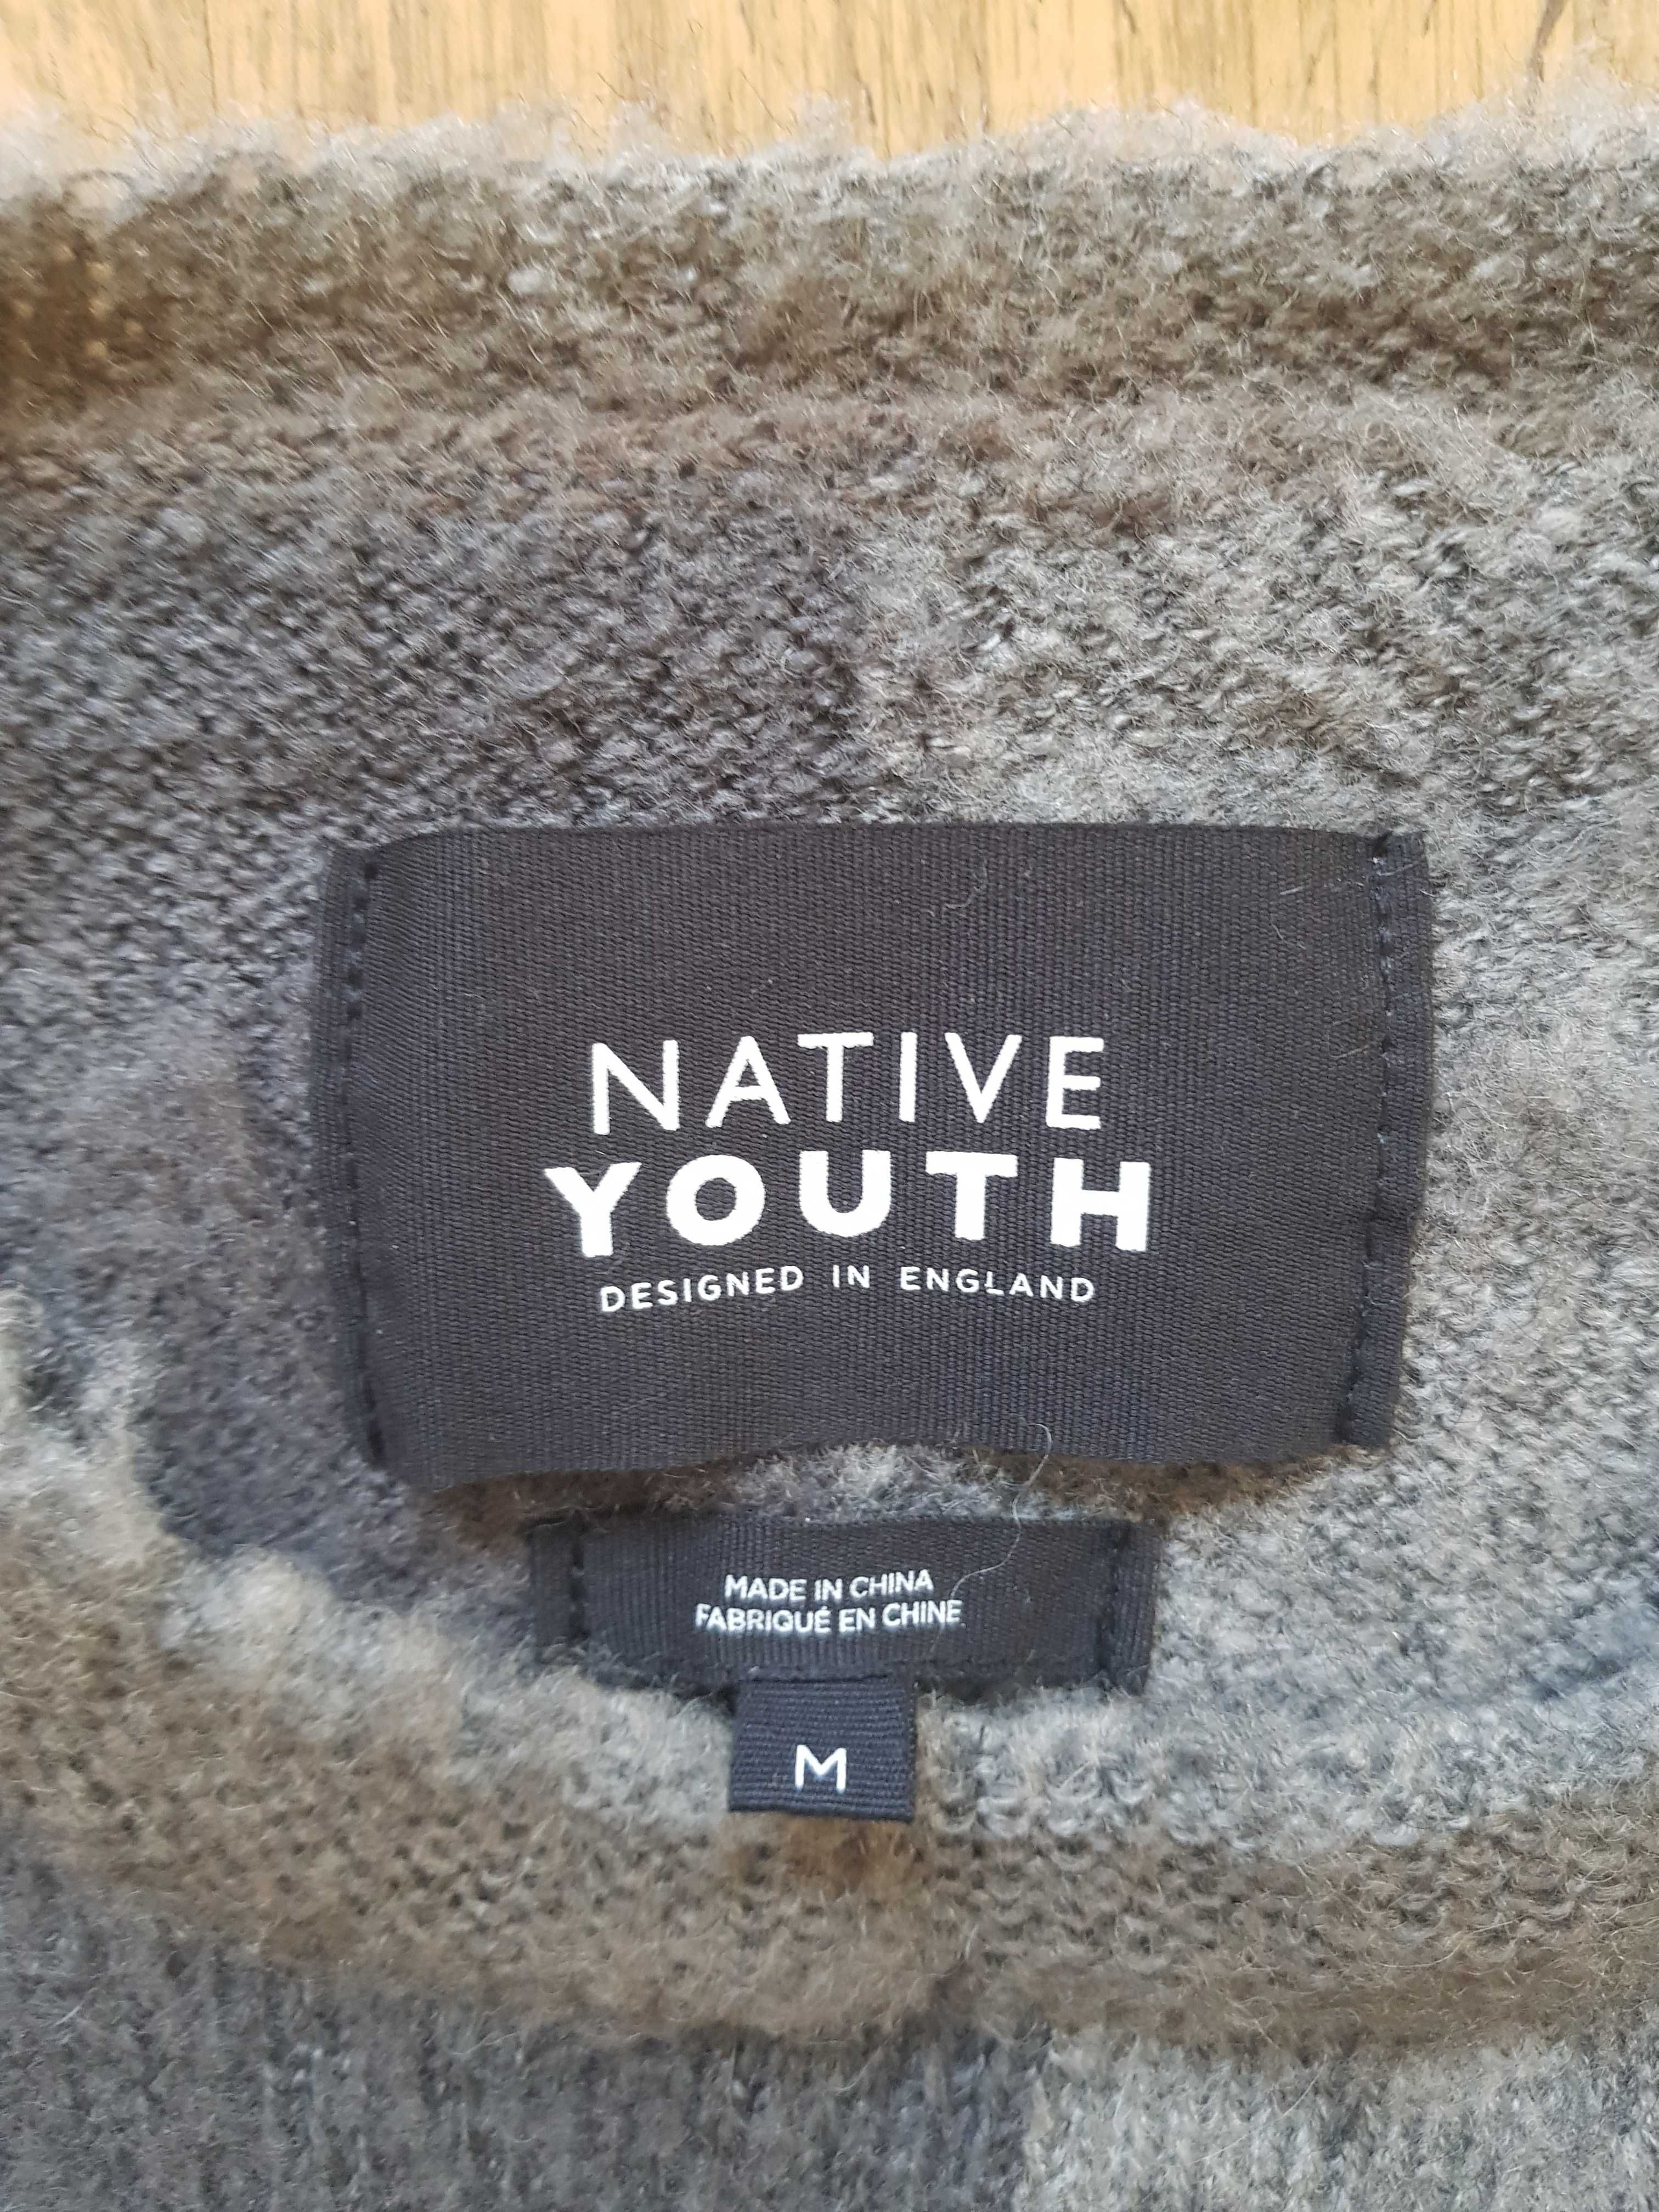 NATIVE
YOUTH
DESIGNED IN ENGLAND
MADE IN CHINA
FABRIQUÉ EN CHINE
M